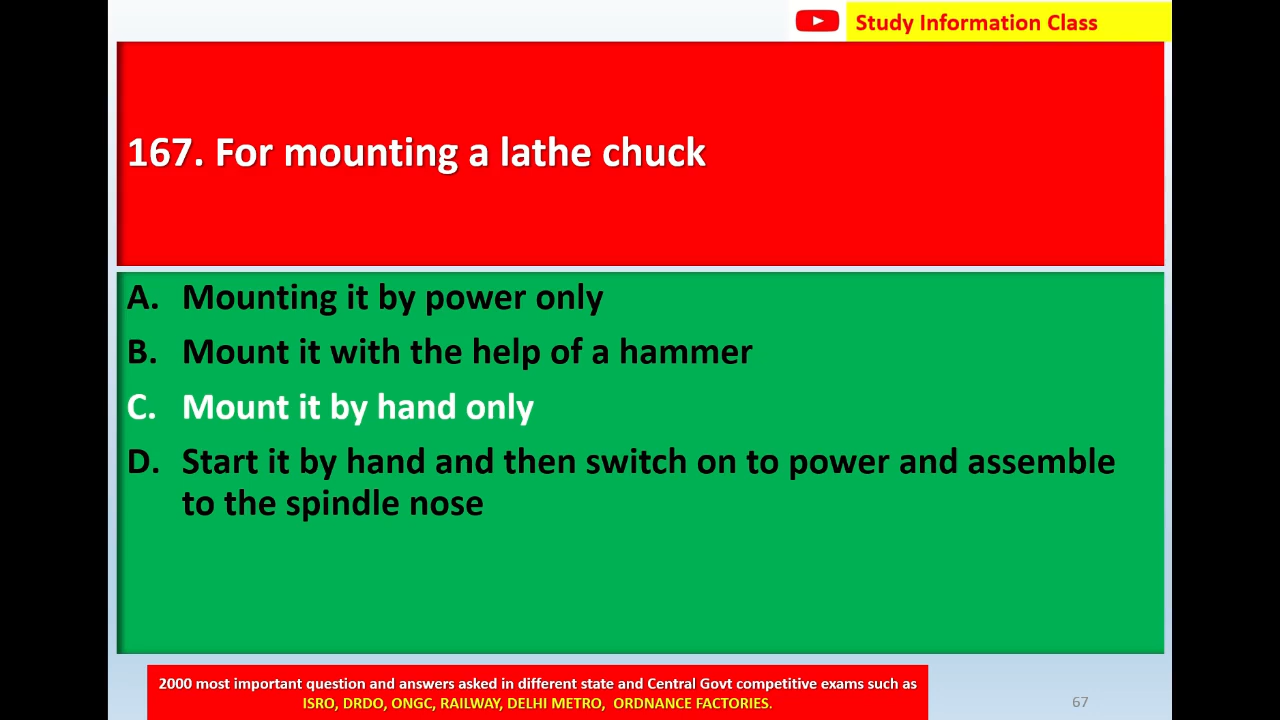 Study Information Class
167. For mounting a lathe chuck
A. Mounting it by power only
B. Mount it with the help of a hammer
C. Mount it by hand only
D. Start it by hand and then switch on to power and assemble
to the spindle nose
2000 most important question and answers asked in different state and Central Govt competitive exams such as
ISRO, DRDO, ONGC, RAILWAY, DELHI METRO, ORDNANCE FACTORIES.
67